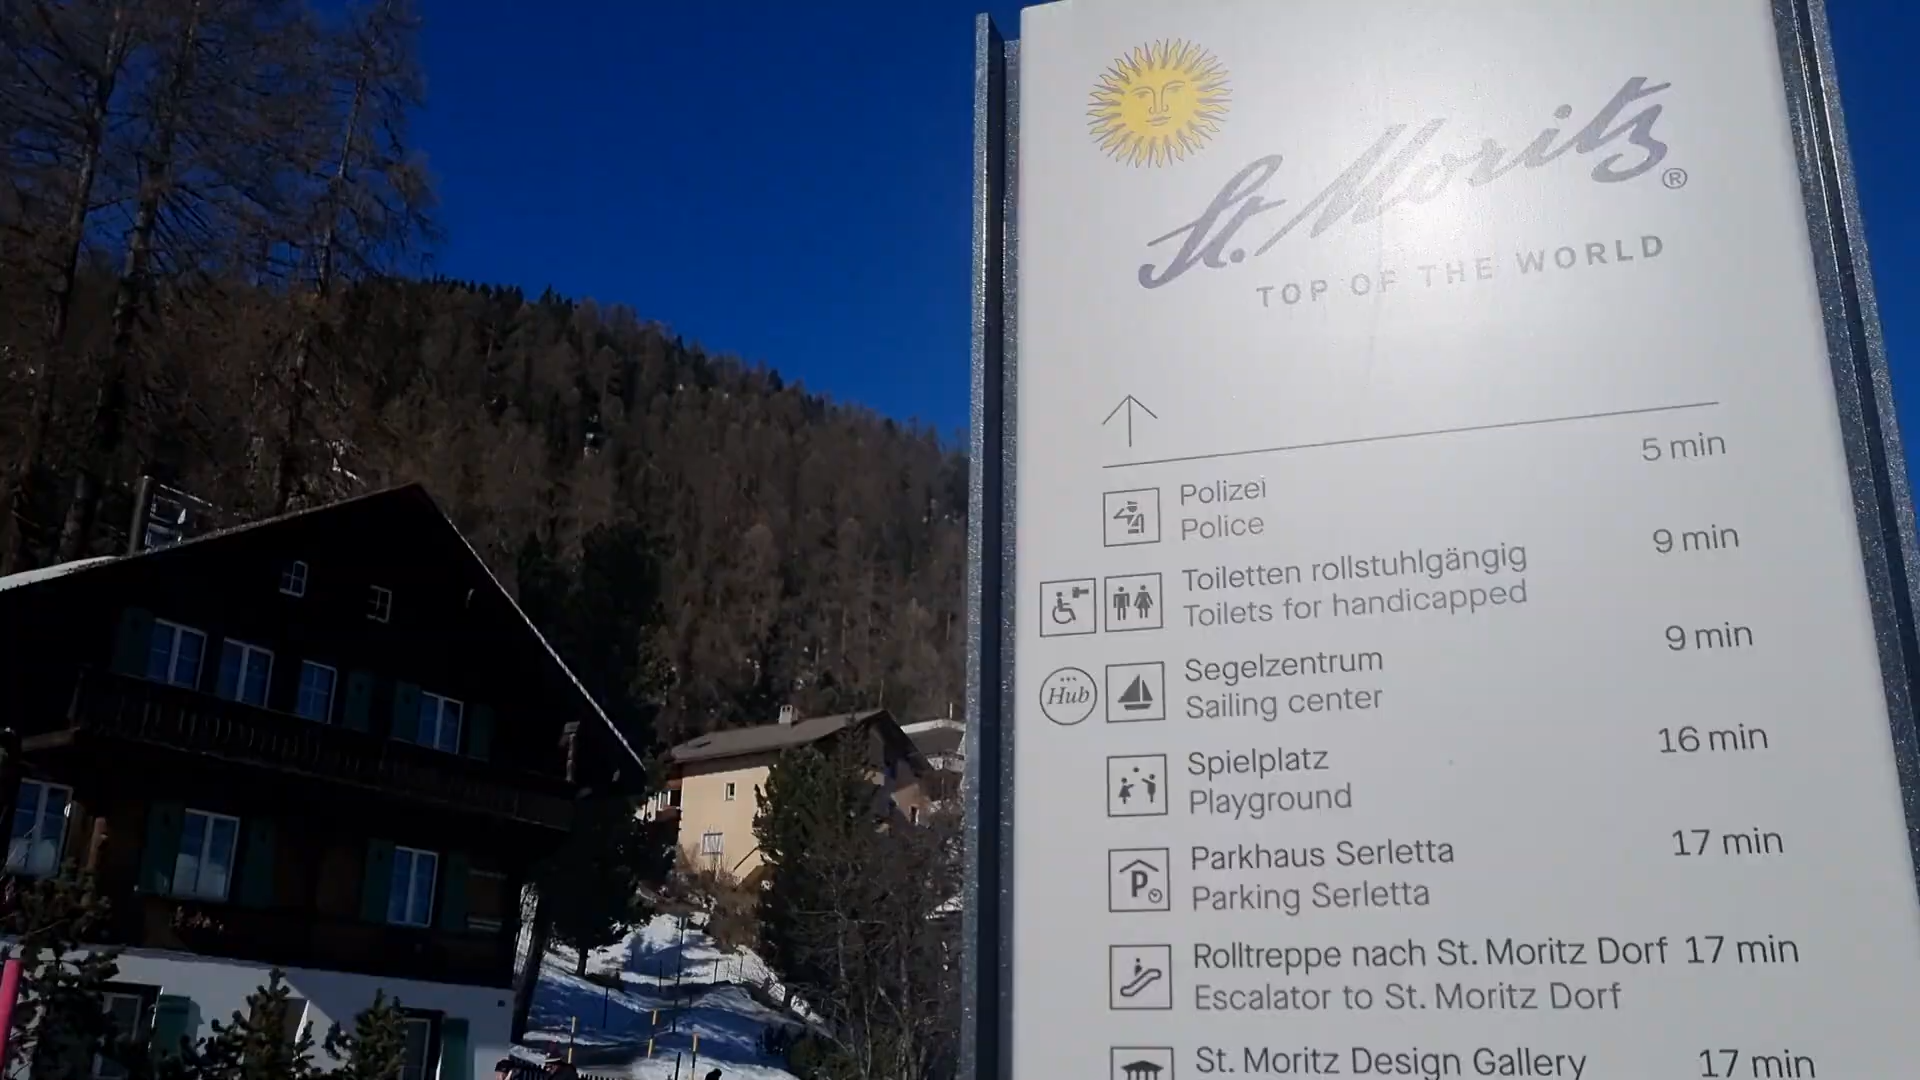 St. Moritz®
TOP OF THE WORLD
Polizei 5 min
Police
Toiletten rollstuhlgängig 9 min
Toilets for handicapped
Hub
Segelzentrum 9 min
Sailing center
Spielplatz 16 min
Playground
P
Parkhaus Serletta 17 min
Parking Serletta
Rolltreppe nach St. Moritz Dorf 17 min
Escalator to St. Moritz Dorf
St. Moritz Design Gallery 17 min